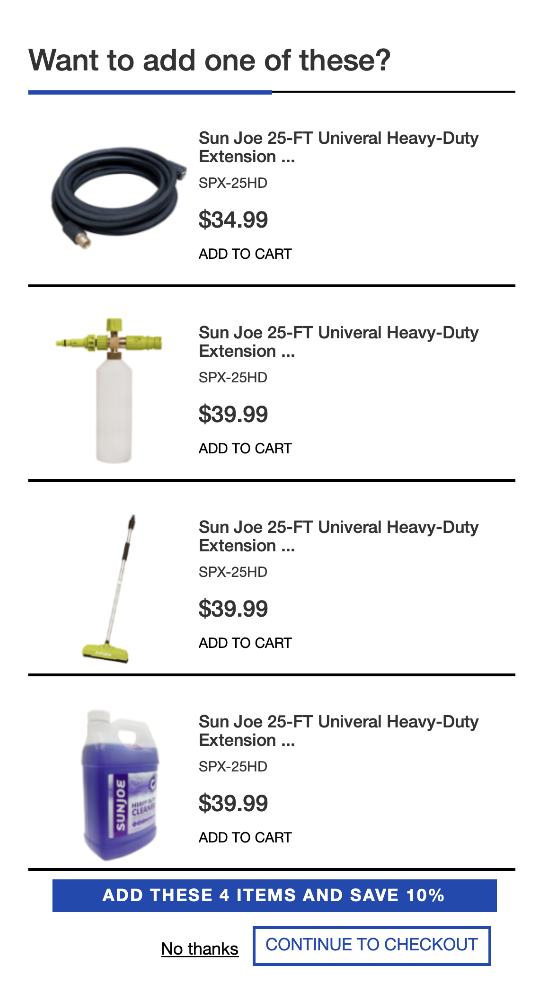 Want to add one of these?
Sun Joe 25-FT Univeral Heavy-Duty
Extension ...
SPX-25HD
$34.99
ADD TO CART
Sun Joe 25-FT Univeral Heavy-Duty
Extension ...
SPX-25HD
$39.99
ADD TO CART
Sun Joe 25-FT Univeral Heavy-Duty
Extension ...
SPX-25HD
$39.99
ADD TO CART
SUNJOE
HEAVY DUTY
CLEANER
Sun Joe 25-FT Univeral Heavy-Duty
Extension ...
SPX-25HD
$39.99
ADD TO CART
ADD THESE 4 ITEMS AND SAVE 10%
No thanks
CONTINUE TO CHECKOUT